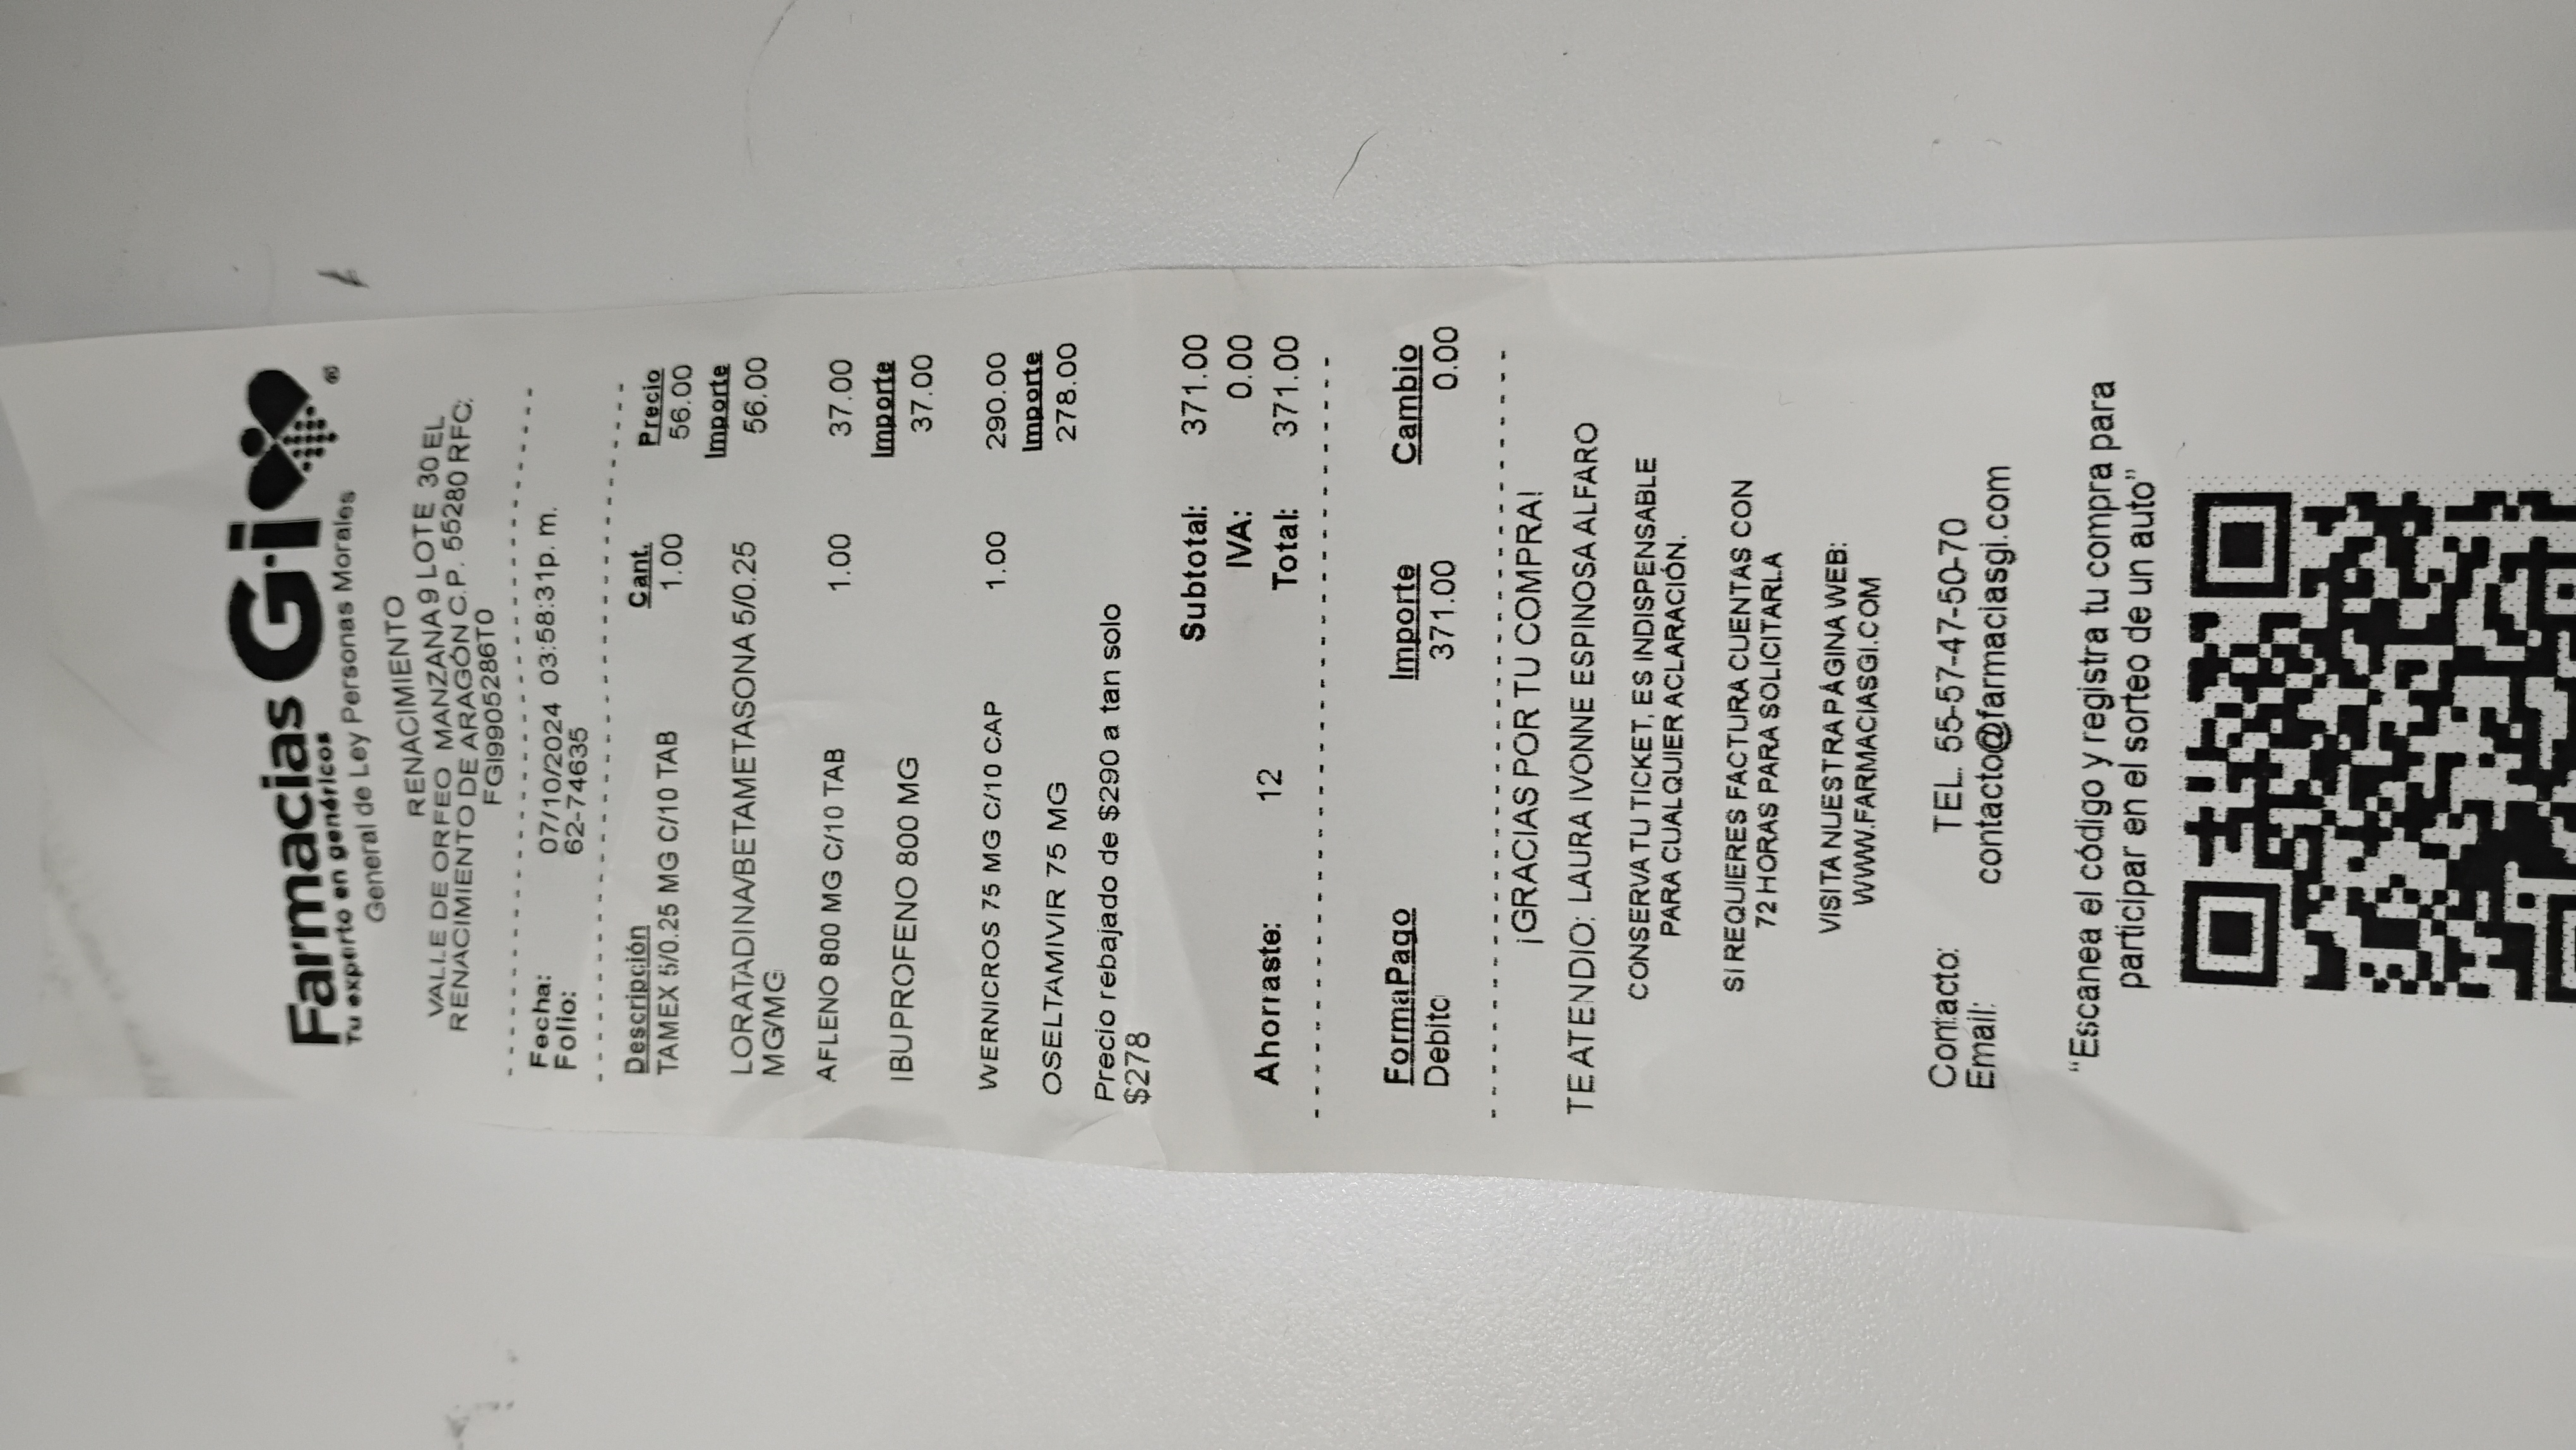 Farmacias Gi ®
Tu experto en genéricos
General de Ley Personas Morales
RENACIMIENTO
VALLE DE ORFEO MANZANA 9 LOTE 30 EL
RENACIMIENTO DE ARAGÓN C.P. 55280 RFC:
FGI9905286T0
Fecha: 07/10/2024 03:58:31p. m.
Folio: 62-74635
Descripción Cant. Precio
TAMEX 5/0.25 MG C/10 TAB 1.00 56.00
Importe
LORATADINA/BETAMETASONA 5/0.25 56.00
MG/MG
AFLENO 800 MG C/10 TAB 1.00 37.00
Importe
IBUPROFENO 800 MG 37.00
WERNICROS 75 MG C/10 CAP 1.00 290.00
Importe
OSELTAMIVIR 75 MG 278.00
Precio rebajado de $290 a tan solo
$278
Subtotal: 371.00
IVA: 0.00
Ahorraste: 12 Total: 371.00
FormaPago Importe Cambio
Debito 371.00 0.00
¡GRACIAS POR TU COMPRA!
TE ATENDIO: LAURA IVONNE ESPINOSA ALFARO
CONSERVA TU TICKET, ES INDISPENSABLE
PARA CUALQUIER ACLARACIÓN.
SI REQUIERES FACTURA CUENTAS CON
72 HORAS PARA SOLICITARLA
VISITA NUESTRA PÁGINA WEB:
WWW.FARMACIASGI.COM
Contacto: TEL. 55-57-47-50-70
Email: contacto@farmaciasgi.com
"Escanea el código y registra tu compra para
participar en el sorteo de un auto"